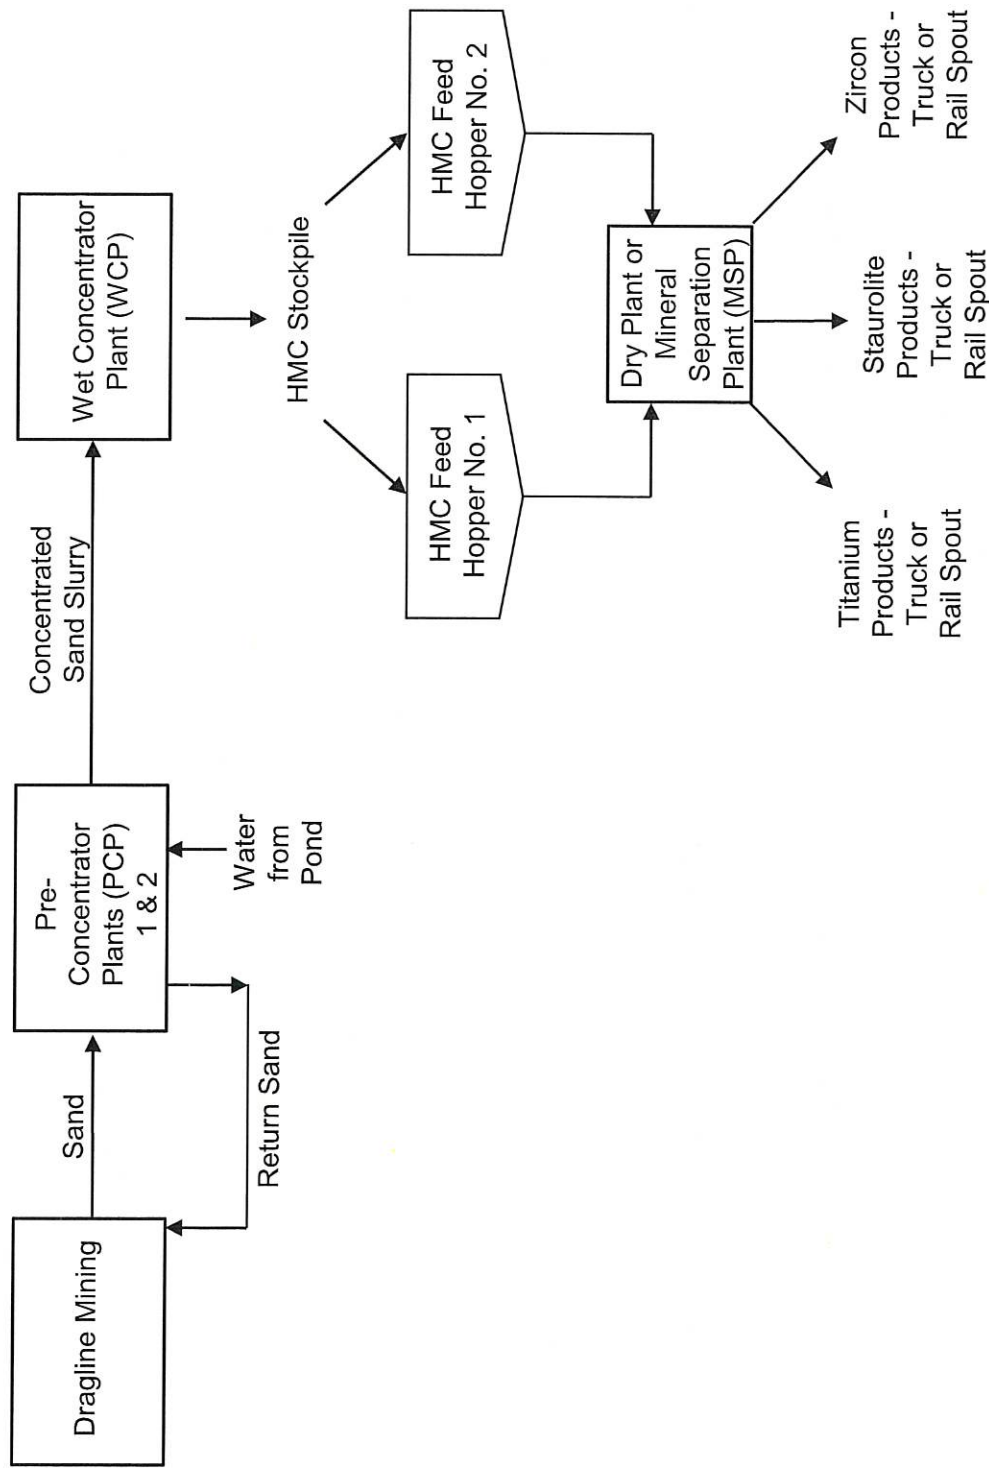 Dragline Mining
Sand
Return Sand
Pre-
Concentrator
Plants (PCP)
1 & 2
Water
from
Pond
Concentrated
Sand Slurry
Wet Concentrator
Plant (WCP)
HMC Stockpile
HMC Feed
Hopper No. 1
HMC Feed
Hopper No. 2
Dry Plant or
Mineral
Separation
Plant (MSP)
Titanium
Products -
Truck or
Rail Spout
Staurolite
Products -
Truck or
Rail Spout
Zircon
Products -
Truck or
Rail Spout